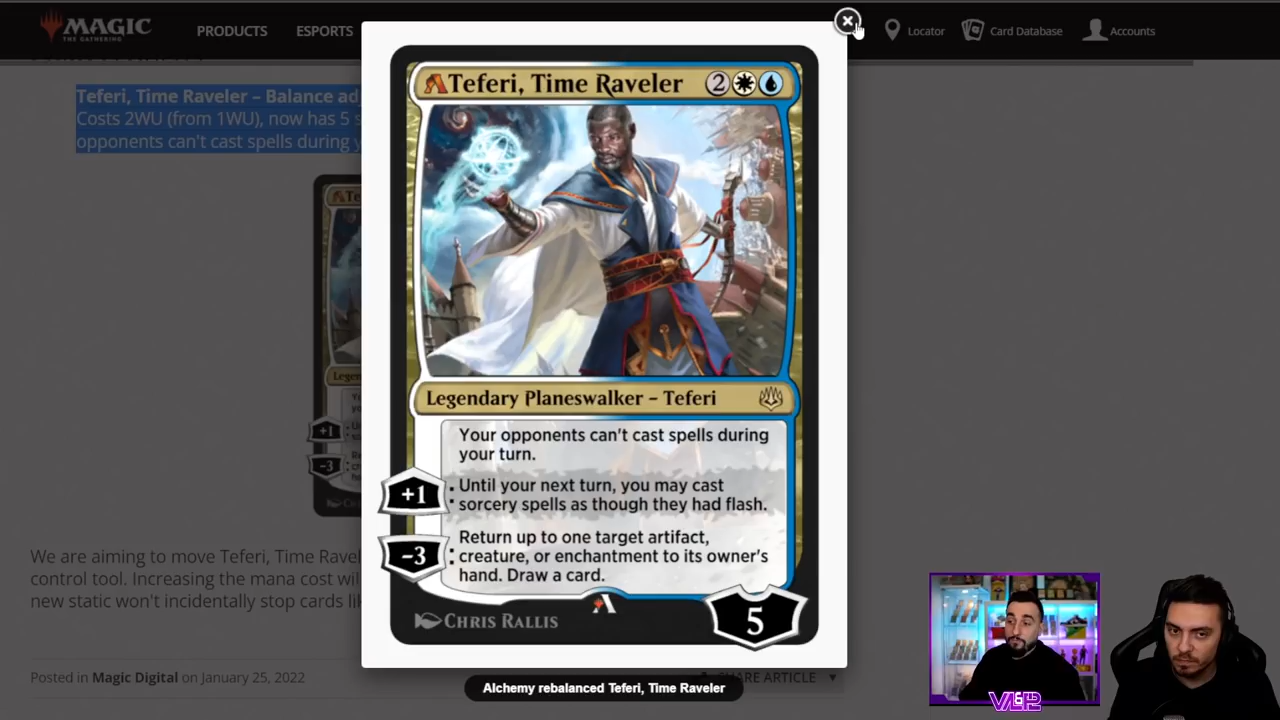 MAGIC
THE GATHERING
PRODUCTS
ESPORTS
Locator
Card Database
Accounts
Teferi, Time Raveler – Balance
Costs 2WU (from 1WU), now has 5
opponents can't cast spells during
Teferi, Time Raveler 2
Legendary Planeswalker – Teferi
Your opponents can't cast spells during
your turn.
+1 : Until your next turn, you may cast
sorcery spells as though they had flash.
−3 : Return up to one target artifact,
creature, or enchantment to its owner's
hand. Draw a card.
CHRIS RALLIS
5
+1
−3
We are aiming to move Teferi, Time
control tool. Increasing the mana cost
new static won't incidentally stop cards
Posted in Magic Digital on January 25, 2022
SHARE ARTICLE
Alchemy rebalanced Teferi, Time Raveler